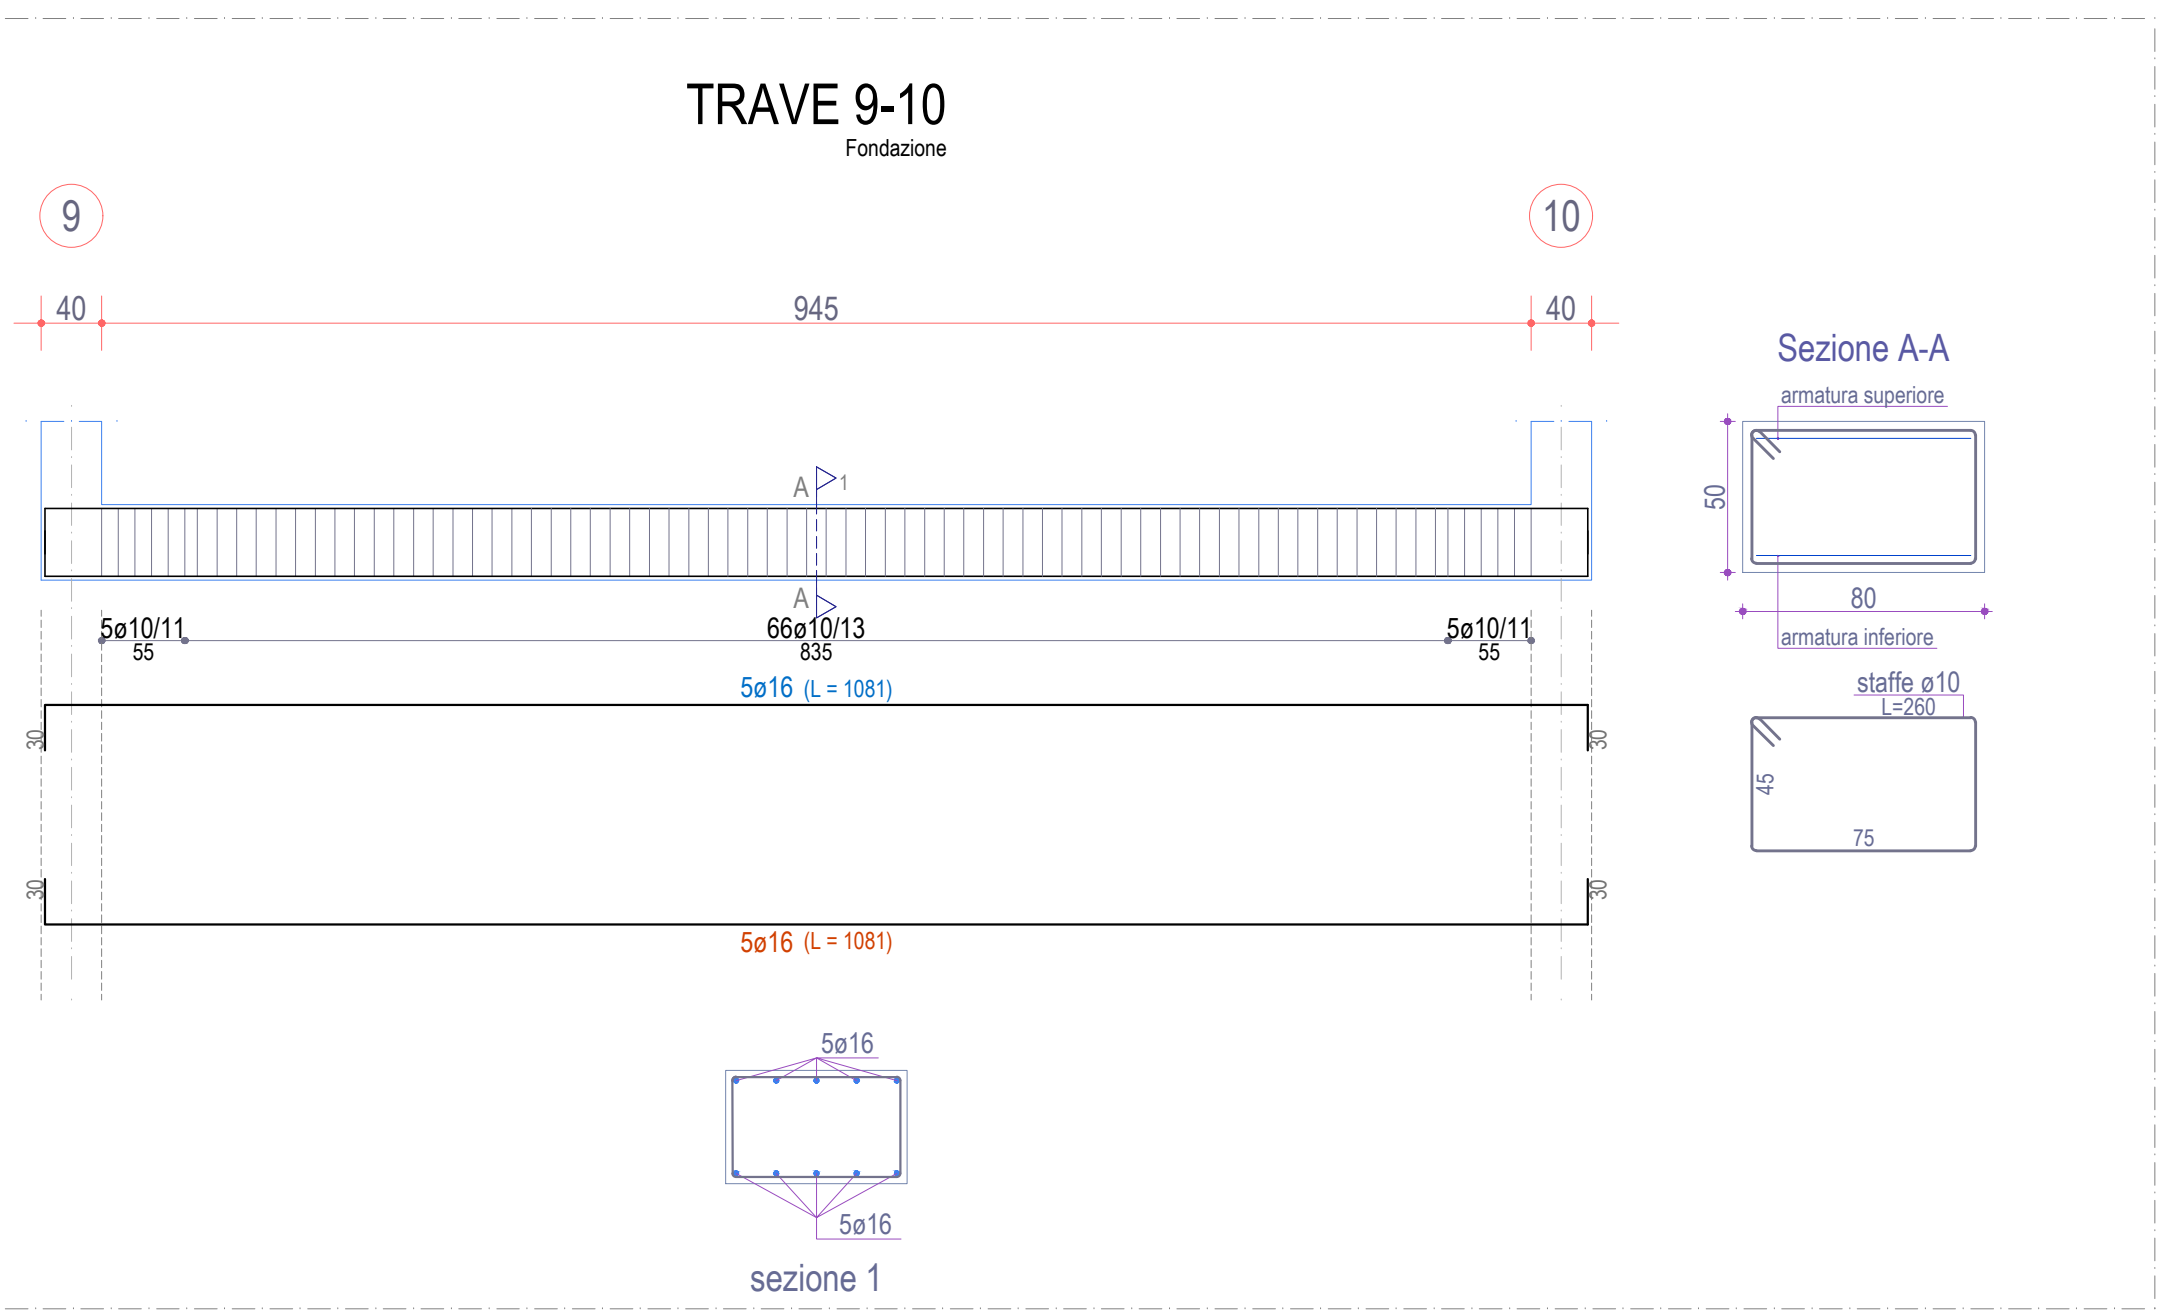 TRAVE 9-10
Fondazione
9
10
40
945
40
Sezione A-A
armatura superiore
A
1
50
A
80
5ø10/11
66ø10/13
5ø10/11
armatura inferiore
55
835
55
5ø16 (L = 1081)
staffe ø10
L=260
30
30
45
75
30
30
5ø16 (L = 1081)
5ø16
5ø16
sezione 1